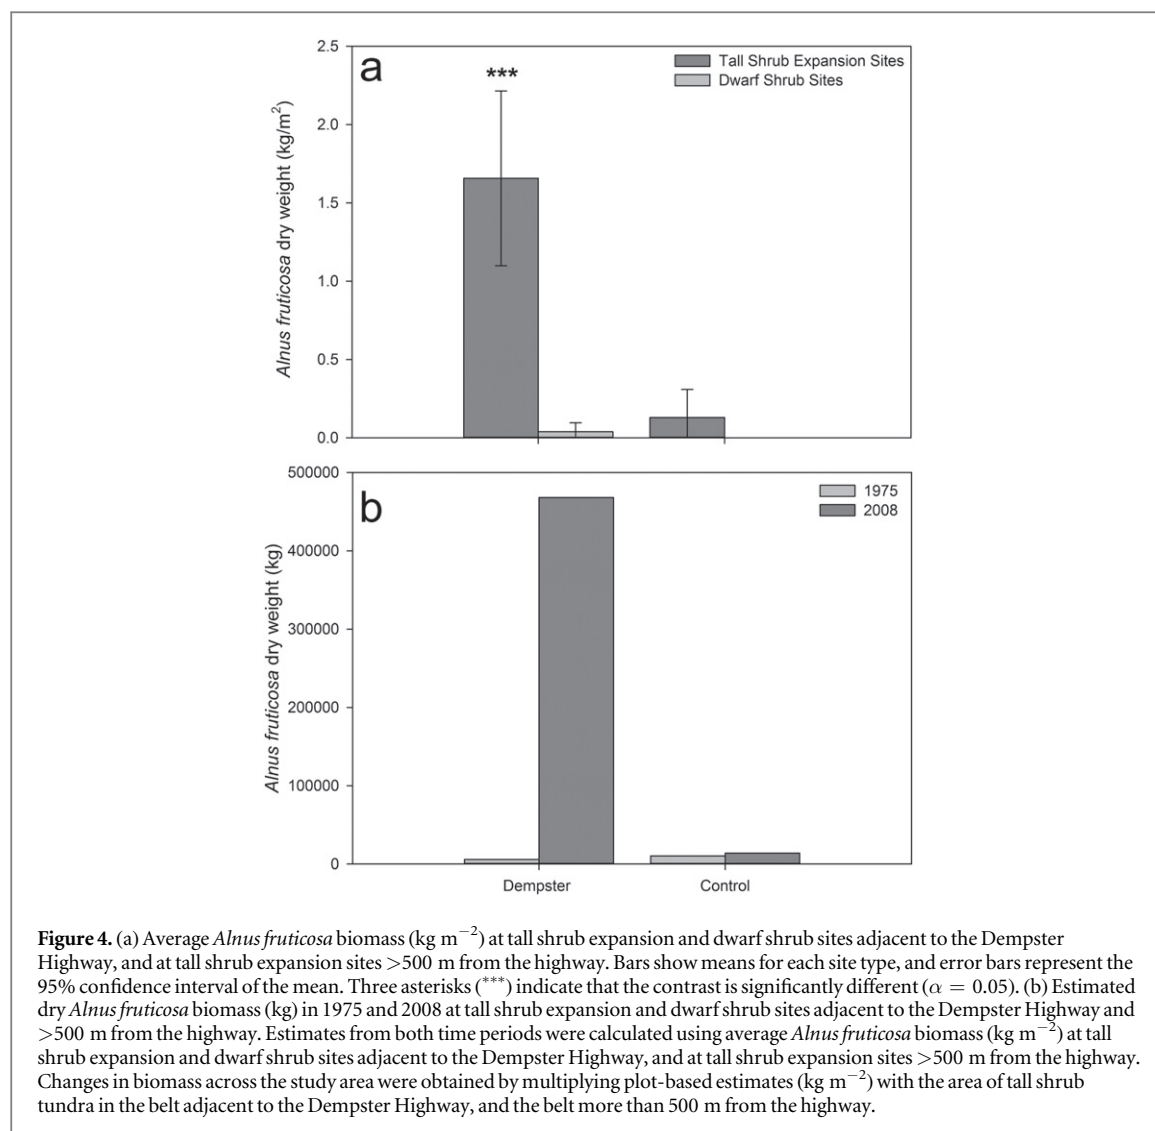 a
***
Tall Shrub Expansion Sites
Dwarf Shrub Sites
Alnus fruticosa dry weight (kg/m²)
2.5
2.0
1.5
1.0
0.5
0.0
b
1975
2008
Alnus fruticosa dry weight (kg)
500000
400000
300000
200000
100000
0
Dempster
Control
Figure 4. (a) Average Alnus fruticosa biomass (kg m−2) at tall shrub expansion and dwarf shrub sites adjacent to the Dempster
Highway, and at tall shrub expansion sites >500 m from the highway. Bars show means for each site type, and error bars represent the
95% confidence interval of the mean. Three asterisks (***) indicate that the contrast is significantly different (α = 0.05). (b) Estimated
dry Alnus fruticosa biomass (kg) in 1975 and 2008 at tall shrub expansion and dwarf shrub sites adjacent to the Dempster Highway and
>500 m from the highway. Estimates from both time periods were calculated using average Alnus fruticosa biomass (kg m−2) at tall
shrub expansion and dwarf shrub sites adjacent to the Dempster Highway, and at tall shrub expansion sites >500 m from the highway.
Changes in biomass across the study area were obtained by multiplying plot-based estimates (kg m−2) with the area of tall shrub
tundra in the belt adjacent to the Dempster Highway, and the belt more than 500 m from the highway.